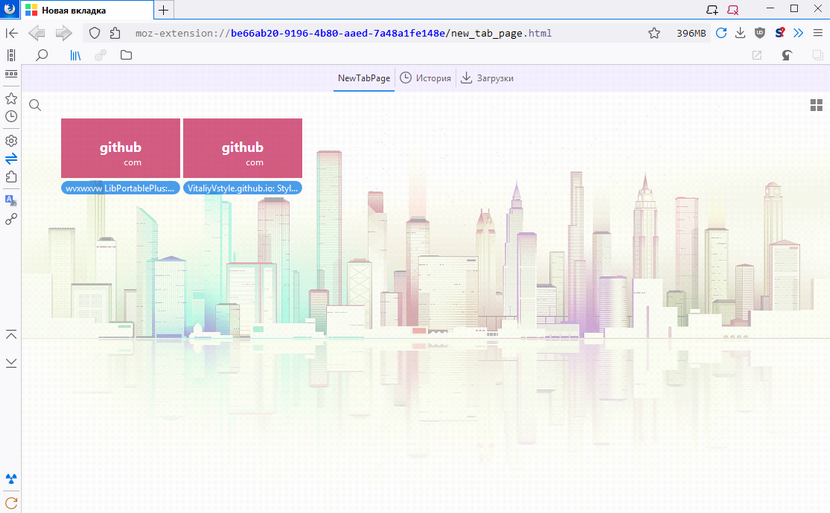 Новая вкладка
moz-extension://be66ab20-9196-4b80-aaed-7a48a1fe148e/new_tab_page.html
396MB
NewTabPage
История
Загрузки
github
com
github
com
wvxwxvw LibPortablePlus:...
VitaliyVstyle.github.io: Styl...